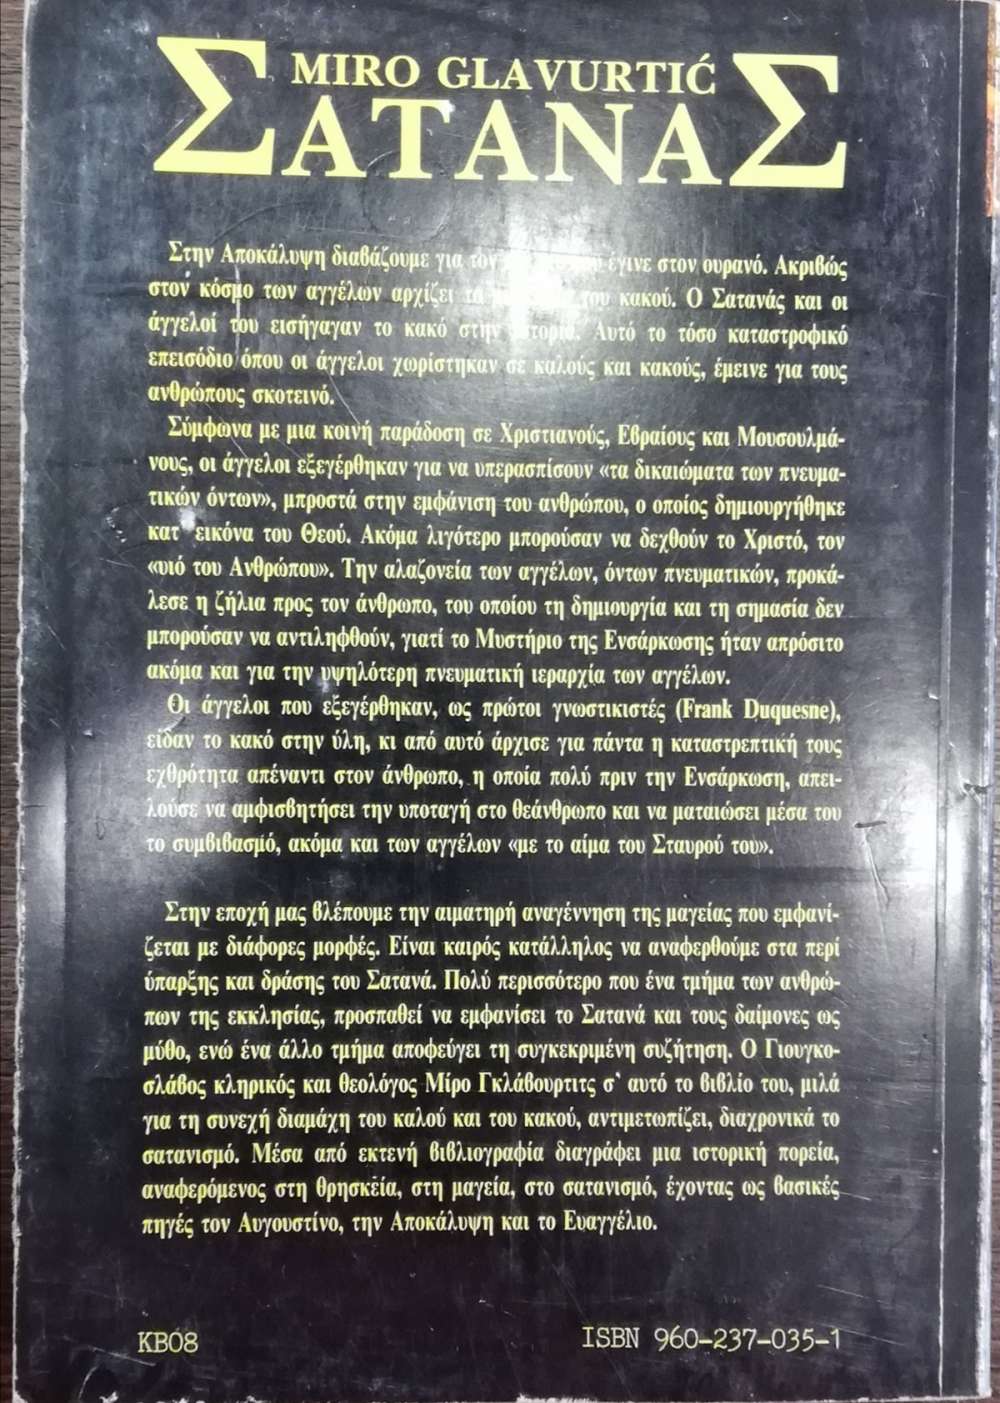 MIRO GLAVURTIĆ
ΣΑΤΑΝΑΣ
Στην Αποκάλυψη διαβάζουμε για τον έγινε στον ουρανό. Ακριβώς
στον κόσμο των αγγέλων αρχίζει του κακού. Ο Σατανάς και οι
άγγελοί του εισήγαγαν το κακό στην ιστορία. Αυτό το τόσο καταστροφικό
επεισόδιο όπου οι άγγελοι χωρίστηκαν σε καλούς και κακούς, έμεινε για τους
ανθρώπους σκοτεινό.
Σύμφωνα με μια κοινή παράδοση σε Χριστιανούς, Εβραίους και Μουσουλμά-
νους, οι άγγελοι εξεγέρθηκαν για να υπερασπίσουν «τα δικαιώματα των πνευμα-
τικών όντων», μπροστά στην εμφάνιση του ανθρώπου, ο οποίος δημιουργήθηκε
κατ' εικόνα του Θεού. Ακόμα λιγότερο μπορούσαν να δεχθούν το Χριστό, τον
«υιό του Ανθρώπου». Την αλαζονεία των αγγέλων, όντων πνευματικών, προκά-
λεσε η ζήλια προς τον άνθρωπο, του οποίου τη δημιουργία και τη σημασία δεν
μπορούσαν να αντιληφθούν, γιατί το Μυστήριο της Ενσάρκωσης ήταν απρόσιτο
ακόμα και για την υψηλότερη πνευματική ιεραρχία των αγγέλων.
Οι άγγελοι που εξεγέρθηκαν, ως πρώτοι γνωστικιστές (Frank Duquesne),
είδαν το κακό στην ύλη, κι από αυτό άρχισε για πάντα η καταστρεπτική τους
εχθρότητα απέναντι στον άνθρωπο, η οποία πολύ πριν την Ενσάρκωση, απει-
λούσε να αμφισβητήσει την υποταγή στο θεάνθρωπο και να ματαιώσει μέσα του
το συμβιβασμό, ακόμα και των αγγέλων «με το αίμα του Σταυρού του».
Στην εποχή μας βλέπουμε την αιματηρή αναγέννηση της μαγείας που εμφανί-
ζεται με διάφορες μορφές. Είναι καιρός κατάλληλος να αναφερθούμε στα περί
ύπαρξης και δράσης του Σατανά. Πολύ περισσότερο που ένα τμήμα των ανθρώ-
πων της εκκλησίας, προσπαθεί να εμφανίσει το Σατανά και τους δαίμονες ως
μύθο, ενώ ένα άλλο τμήμα αποφεύγει τη συγκεκριμένη συζήτηση. Ο Γιουγκο-
σλάβος κληρικός και θεολόγος Μίρο Γκλάβουρτιτς σ' αυτό το βιβλίο του, μιλά
για τη συνεχή διαμάχη του καλού και του κακού, αντιμετωπίζει, διαχρονικά το
σατανισμό. Μέσα από εκτενή βιβλιογραφία διαγράφει μια ιστορική πορεία,
αναφερόμενος στη θρησκεία, στη μαγεία, στο σατανισμό, έχοντας ως βασικές
πηγές τον Αυγουστίνο, την Αποκάλυψη και το Ευαγγέλιο.
ΚΒ08
ISBN 960-237-035-1